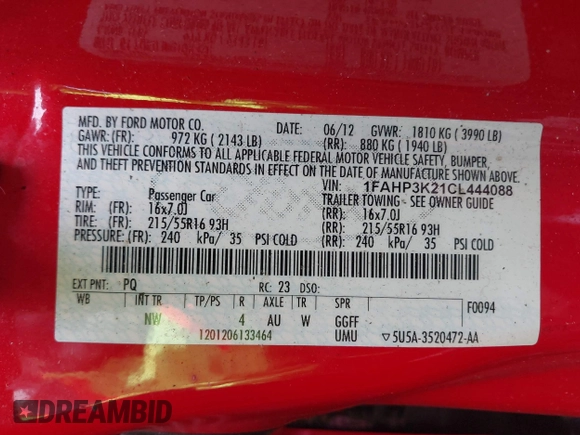 MFD. BY FORD MOTOR CO.
DATE: 06/12 GVWR: 1810 KG ( 3990 LB)
GAWR: (FR): 972 KG ( 2143 LB) (RR): 880 KG ( 1940 LB)
THIS VEHICLE CONFORMS TO ALL APPLICABLE FEDERAL MOTOR VEHICLE SAFETY, BUMPER,
AND THEFT PREVENTION STANDARDS IN EFFECT ON THE DATE OF MANUFACTURE SHOWN ABOVE.
VIN: 1FAHP3K21CL444088
TYPE: Passenger Car TRAILER TOWING - SEE OWNER GUIDE
RIM: (FR): 16x7.0J (RR): 16x7.0J
TIRE: (FR): 215/55R16 93H (RR): 215/55R16 93H
PRESSURE: (FR): 240 kPa/ 35 PSI COLD (RR): 240 kPa/ 35 PSI COLD
EXT PNT: PQ RC: 23 DSO:
WB INT TR TP/PS R AXLE TR SPR F0094
NW 4 AU W GGFF
1201206133464 UMU ▽5U5A-3520472-AA
DREAMBID